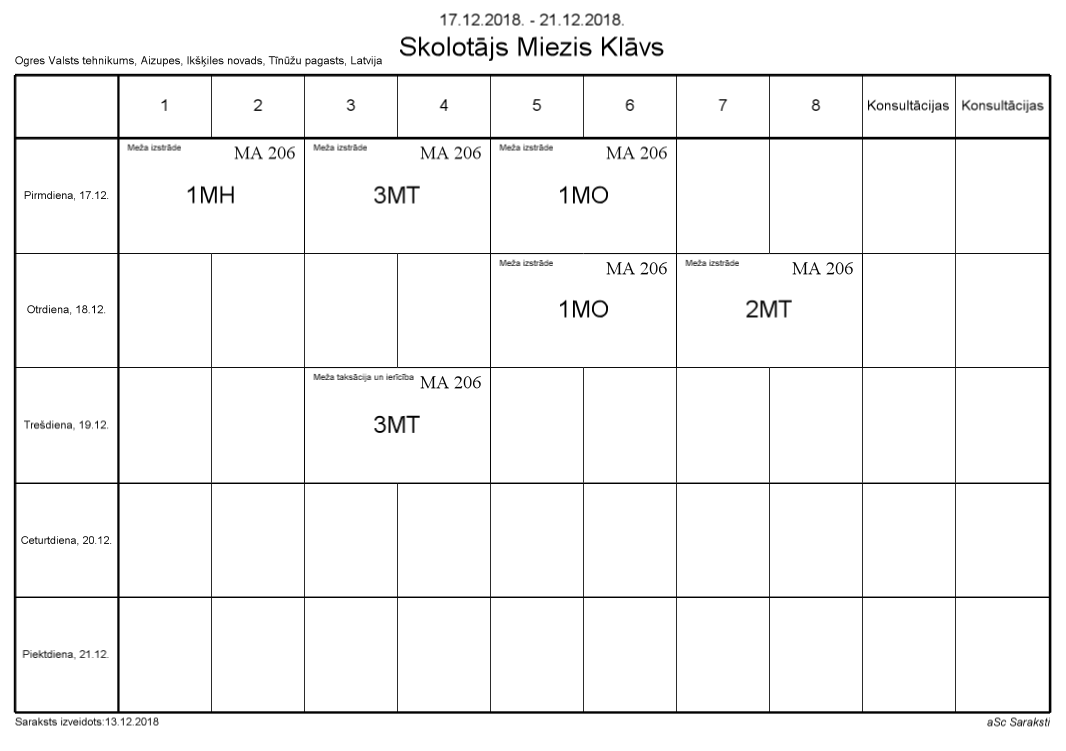 17.12.2018. - 21.12.2018.
Skolotājs Miezis Klāvs
Ogres Valsts tehnikums, Aizupes, Ikšķiles novads, Tīnūžu pagasts, Latvija
1 2 3 4 5 6 7 8 Konsultācijas Konsultācijas
Meža izstrāde MA 206 Meža izstrāde MA 206 Meža izstrāde MA 206
Pirmdiena, 17.12. 1MH 3MT 1MO
Meža izstrāde MA 206 Meža izstrāde MA 206
Otrdiena, 18.12. 1MO 2MT
Meža taksācija un ierīcība MA 206
Trešdiena, 19.12. 3MT
Ceturtdiena, 20.12.
Piektdiena, 21.12.
Saraksts izveidots:13.12.2018 aSc Saraksti